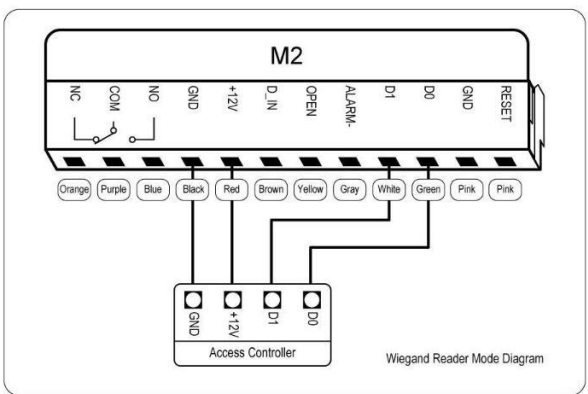 M2
NC COM NO GND +12V D_IN OPEN ALARM- D1 D0 GND RESET
Orange Purple Blue Black Red Brown Yellow Gray White Green Pink Pink
GND +12V D1 D0
Access Controller
Wiegand Reader Mode Diagram